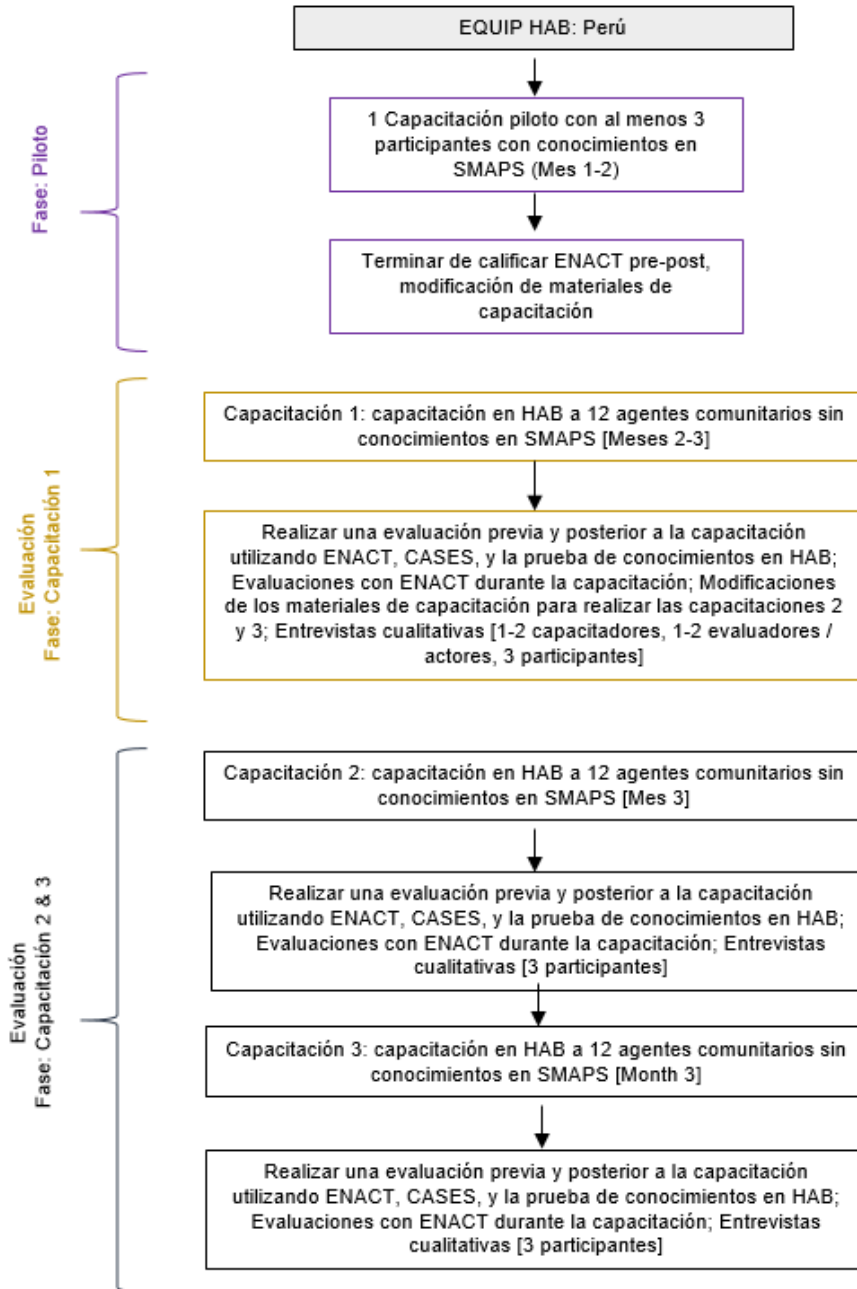 EQUIP HAB: Perú
Fase: Piloto
1 Capacitación piloto con al menos 3
participantes con conocimientos en
SMAPS (Mes 1-2)
Terminar de calificar ENACT pre-post,
modificación de materiales de
capacitación
Evaluación
Fase: Capacitación 1
Capacitación 1: capacitación en HAB a 12 agentes comunitarios sin
conocimientos en SMAPS [Meses 2-3]
Realizar una evaluación previa y posterior a la capacitación
utilizando ENACT, CASES, y la prueba de conocimientos en HAB;
Evaluaciones con ENACT durante la capacitación; Modificaciones
de los materiales de capacitación para realizar las capacitaciones 2
y 3; Entrevistas cualitativas [1-2 capacitadores, 1-2 evaluadores /
actores, 3 participantes]
Evaluación
Fase: Capacitación 2 & 3
Capacitación 2: capacitación en HAB a 12 agentes comunitarios sin
conocimientos en SMAPS [Mes 3]
Realizar una evaluación previa y posterior a la capacitación
utilizando ENACT, CASES, y la prueba de conocimientos en HAB;
Evaluaciones con ENACT durante la capacitación; Entrevistas
cualitativas [3 participantes]
Capacitación 3: capacitación en HAB a 12 agentes comunitarios sin
conocimientos en SMAPS [Month 3]
Realizar una evaluación previa y posterior a la capacitación
utilizando ENACT, CASES, y la prueba de conocimientos en HAB;
Evaluaciones con ENACT durante la capacitación; Entrevistas
cualitativas [3 participantes]